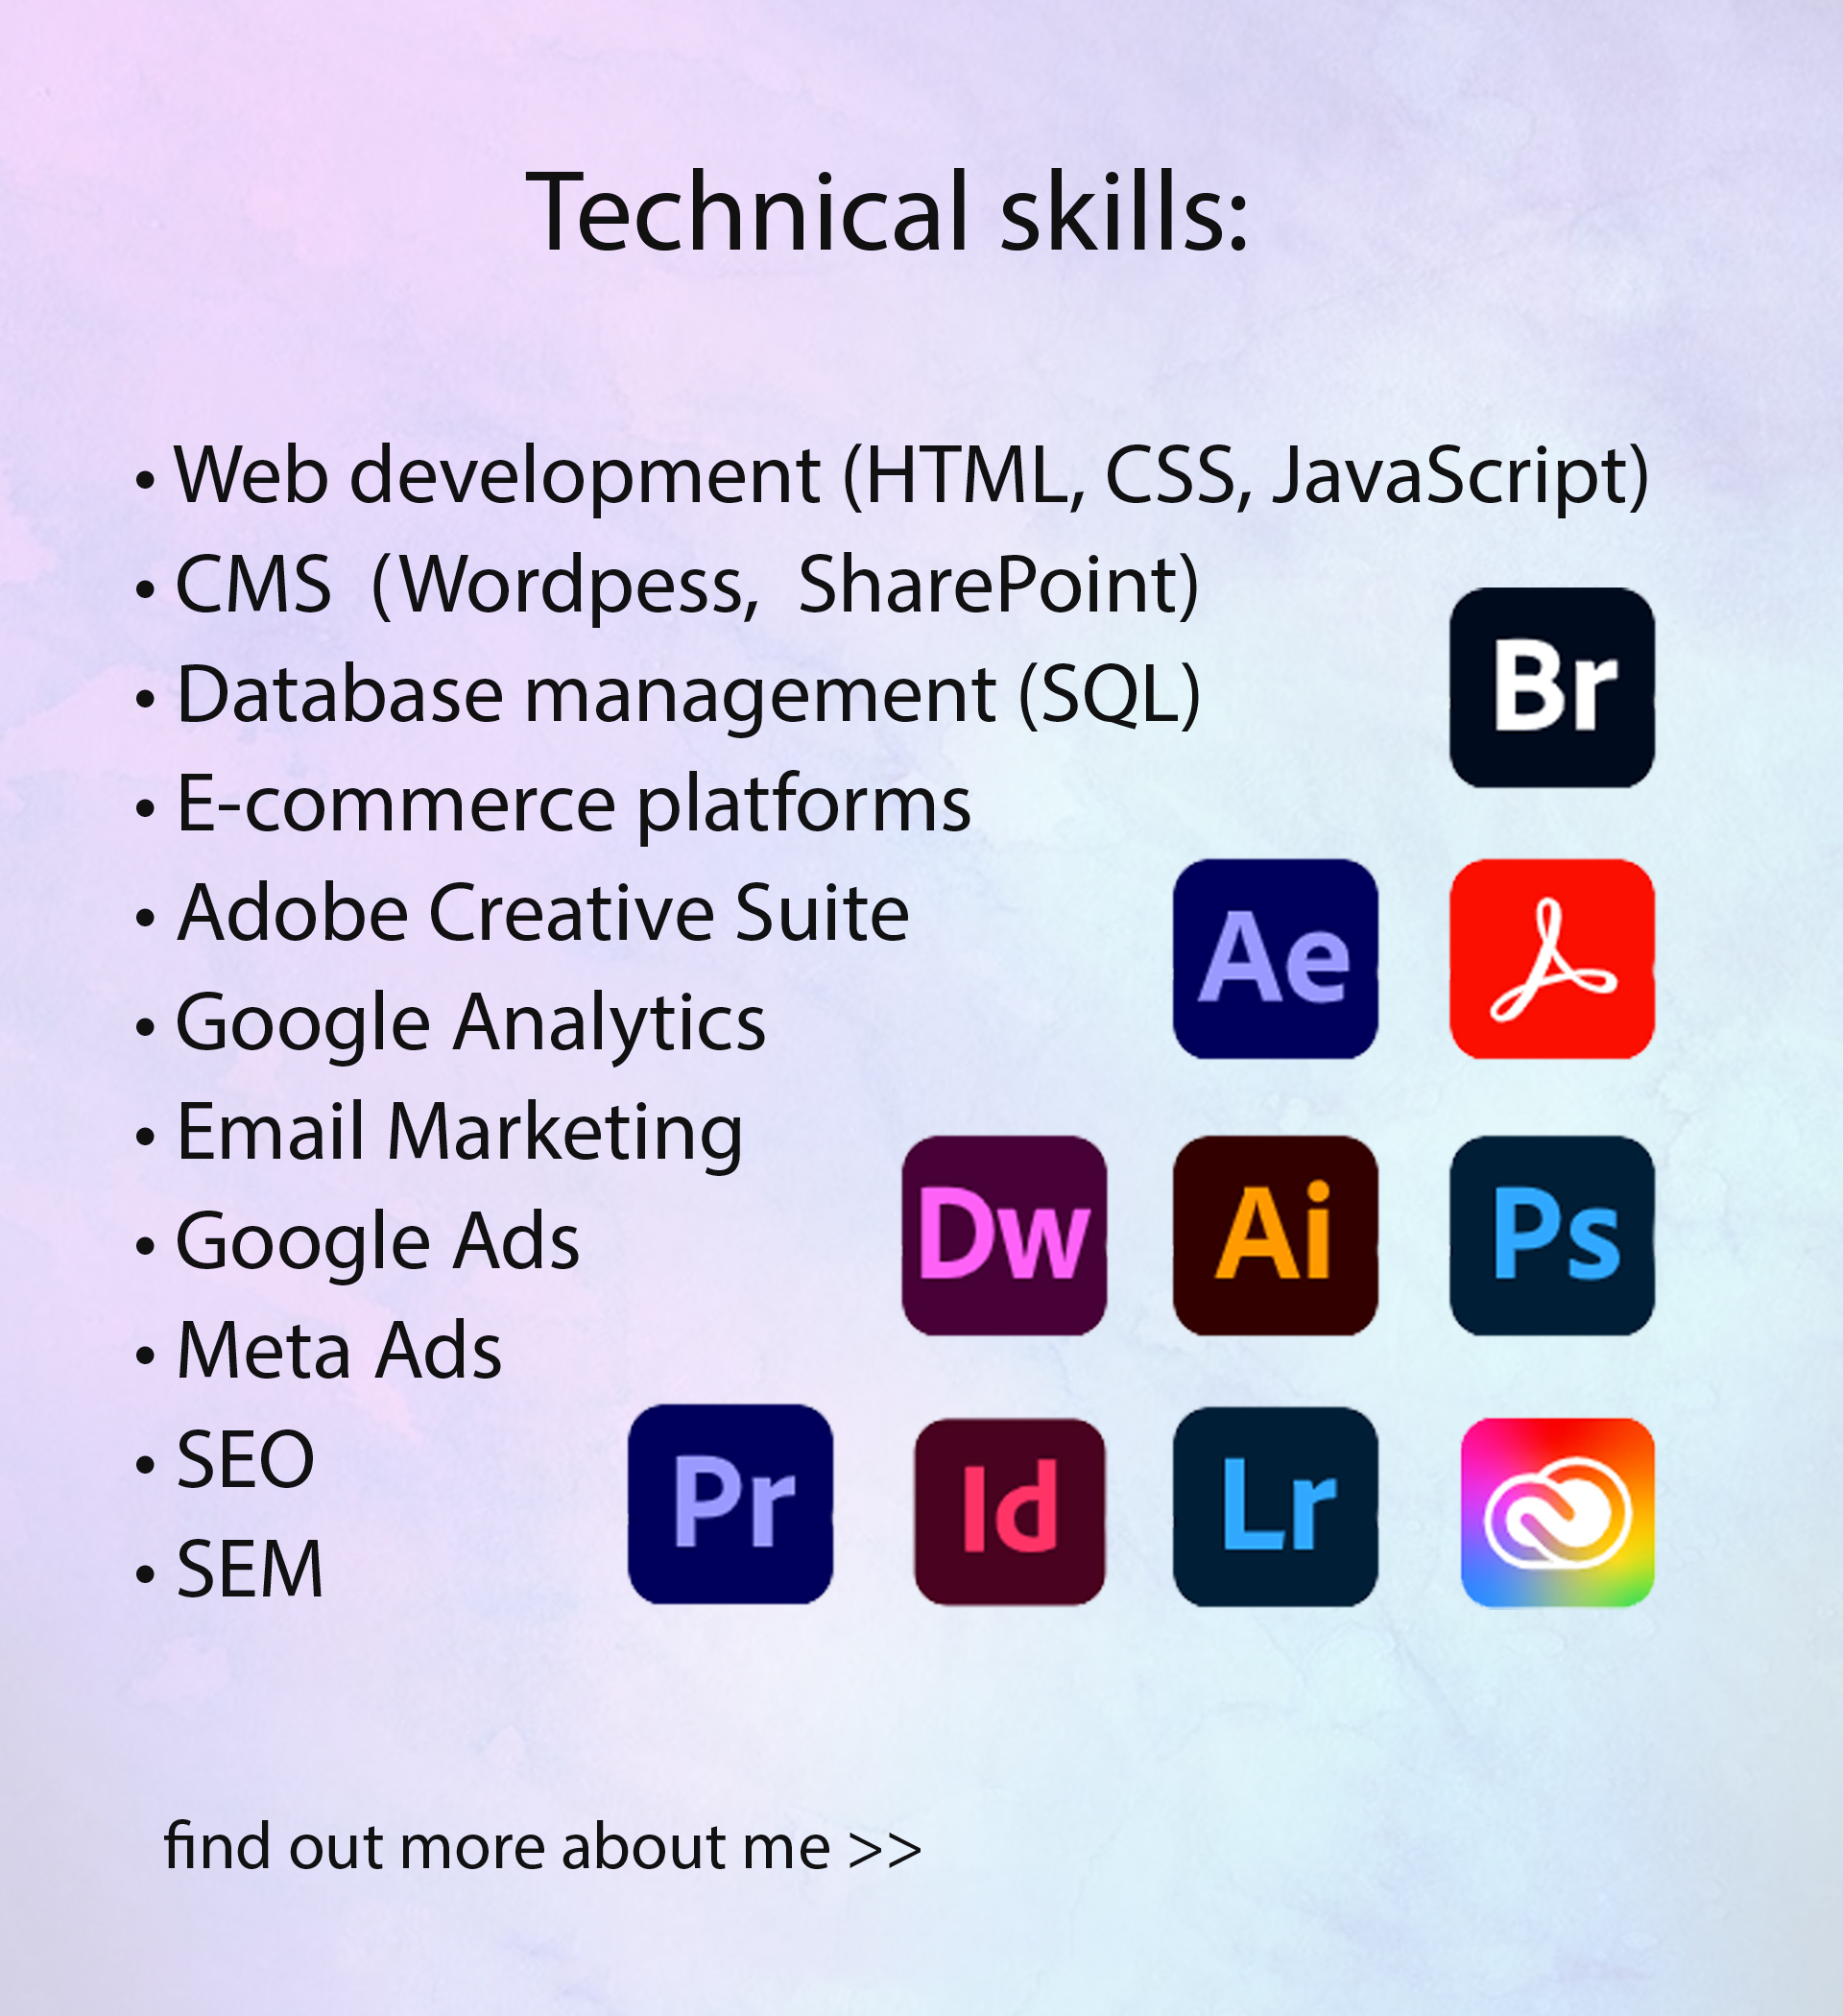 Technical skills:
• Web development (HTML, CSS, JavaScript)
• CMS (Wordpess, SharePoint)
• Database management (SQL)
• E-commerce platforms
• Adobe Creative Suite
• Google Analytics
• Email Marketing
• Google Ads
• Meta Ads
• SEO
• SEM
Br
Ae
Dw Ai Ps
Pr Id Lr
find out more about me >>